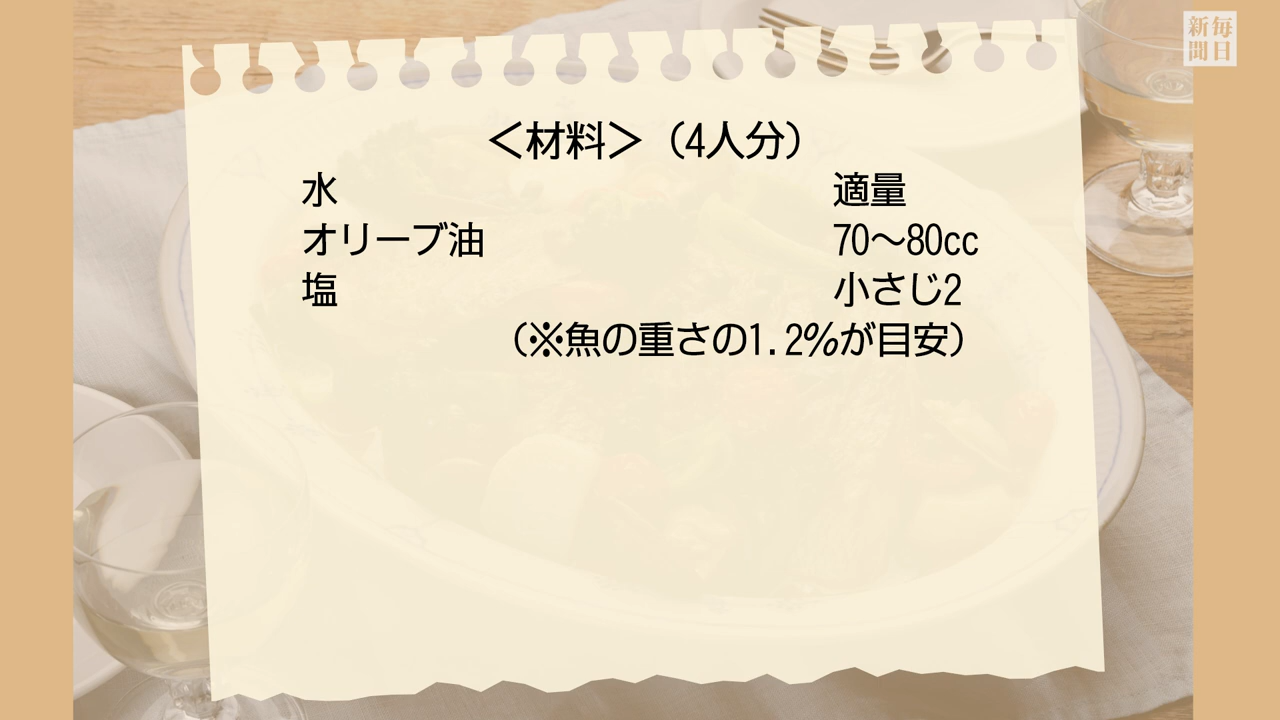 毎日新聞
＜材料＞（4人分）
水 適量
オリーブ油 70〜80cc
塩 小さじ2
（※魚の重さの1.2％が目安）